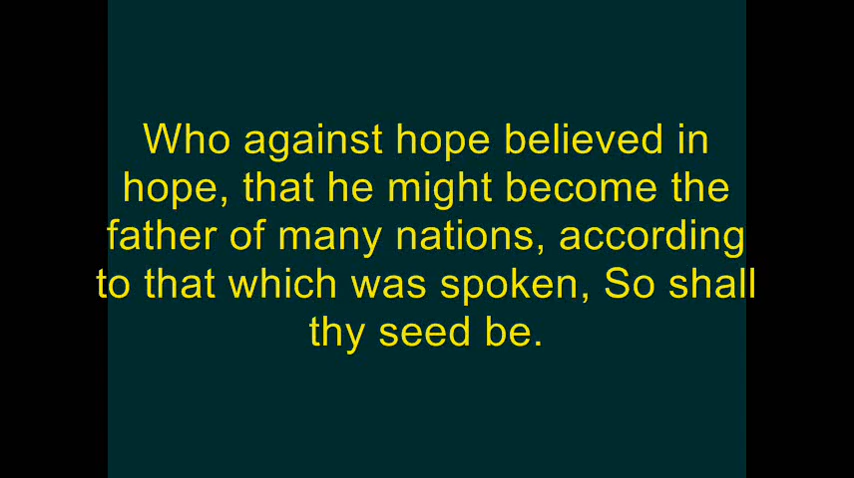 Who against hope believed in
hope, that he might become the
father of many nations, according
to that which was spoken, So shall
thy seed be.